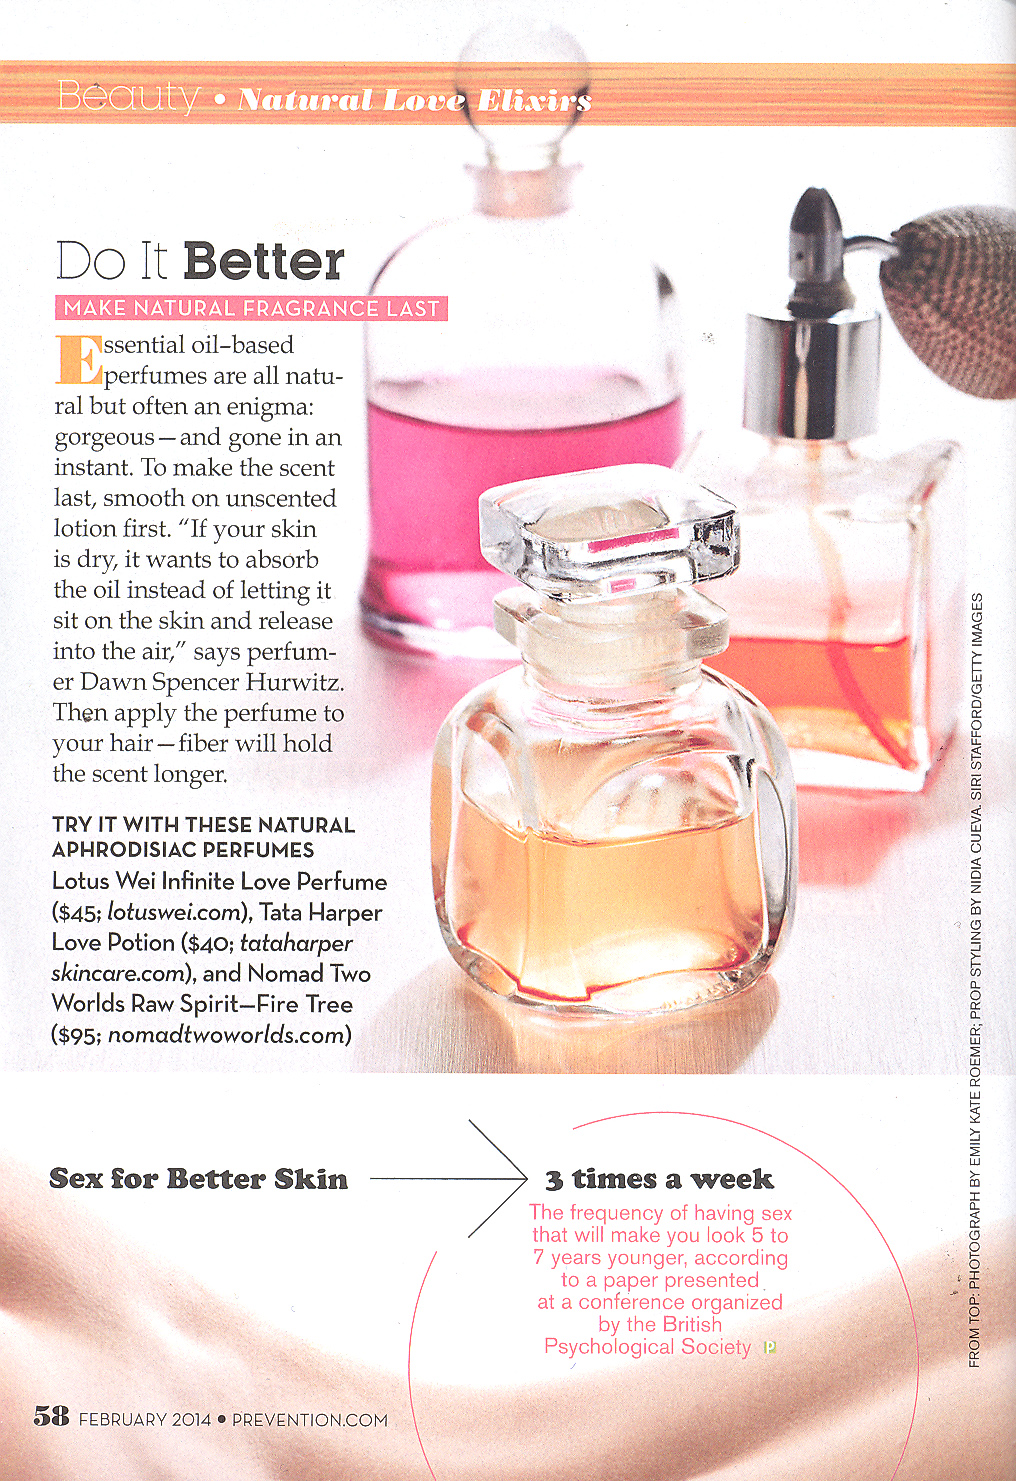 Beauty • Natural Love Elixirs
Do It Better
MAKE NATURAL FRAGRANCE LAST
Essential oil-based
perfumes are all natu-
ral but often an enigma:
gorgeous—and gone in an
instant. To make the scent
last, smooth on unscented
lotion first. "If your skin
is dry, it wants to absorb
the oil instead of letting it
sit on the skin and release
into the air," says perfum-
er Dawn Spencer Hurwitz.
Then apply the perfume to
your hair—fiber will hold
the scent longer.
TRY IT WITH THESE NATURAL
APHRODISIAC PERFUMES
Lotus Wei Infinite Love Perfume
($45; lotuswei.com), Tata Harper
Love Potion ($40; tataharper
skincare.com), and Nomad Two
Worlds Raw Spirit—Fire Tree
($95; nomadtwoworlds.com)
Sex for Better Skin
3 times a week
The frequency of having sex
that will make you look 5 to
7 years younger, according
to a paper presented
at a conference organized
by the British
Psychological Society P
58 FEBRUARY 2014 • PREVENTION.COM
FROM TOP: PHOTOGRAPH BY EMILY KATE ROEMER; PROP STYLING BY NIDIA CUEVA. SIRI STAFFORD/GETTY IMAGES